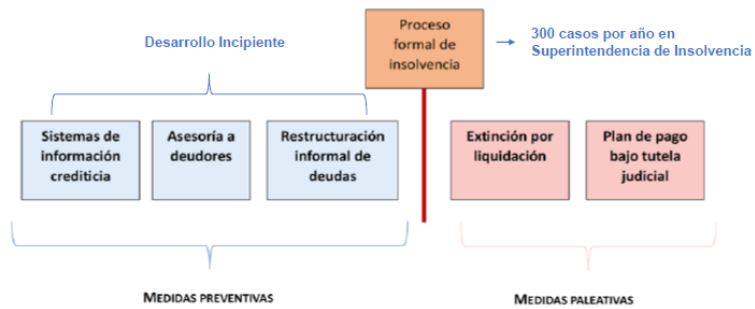 Desarrollo Incipiente
Proceso
formal de
insolvencia
300 casos por año en
Superintendencia de Insolvencia
Sistemas de
información
crediticia
Asesoría a
deudores
Restructuración
informal de
deudas
Extinción por
liquidación
Plan de pago
bajo tutela
judicial
MEDIDAS PREVENTIVAS
MEDIDAS PALEATIVAS